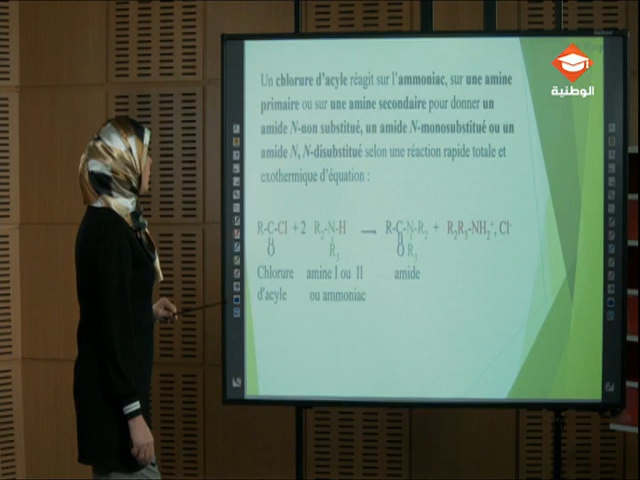 الوطنية
Un chlorure d'acyle réagit sur l'ammoniac, sur une amine
primaire ou sur une amine secondaire pour donner un
amide N-non substitué, un amide N-monosubstitué ou un
amide N, N-disubstitué selon une réaction rapide totale et
exothermique d'équation :
R-C-Cl + 2 R₂-N-H → R-C-N-R₂ + R₂R₃-NH₂⁺, Cl⁻
O R₃ O R₃
Chlorure amine I ou II amide
d'acyle ou ammoniac